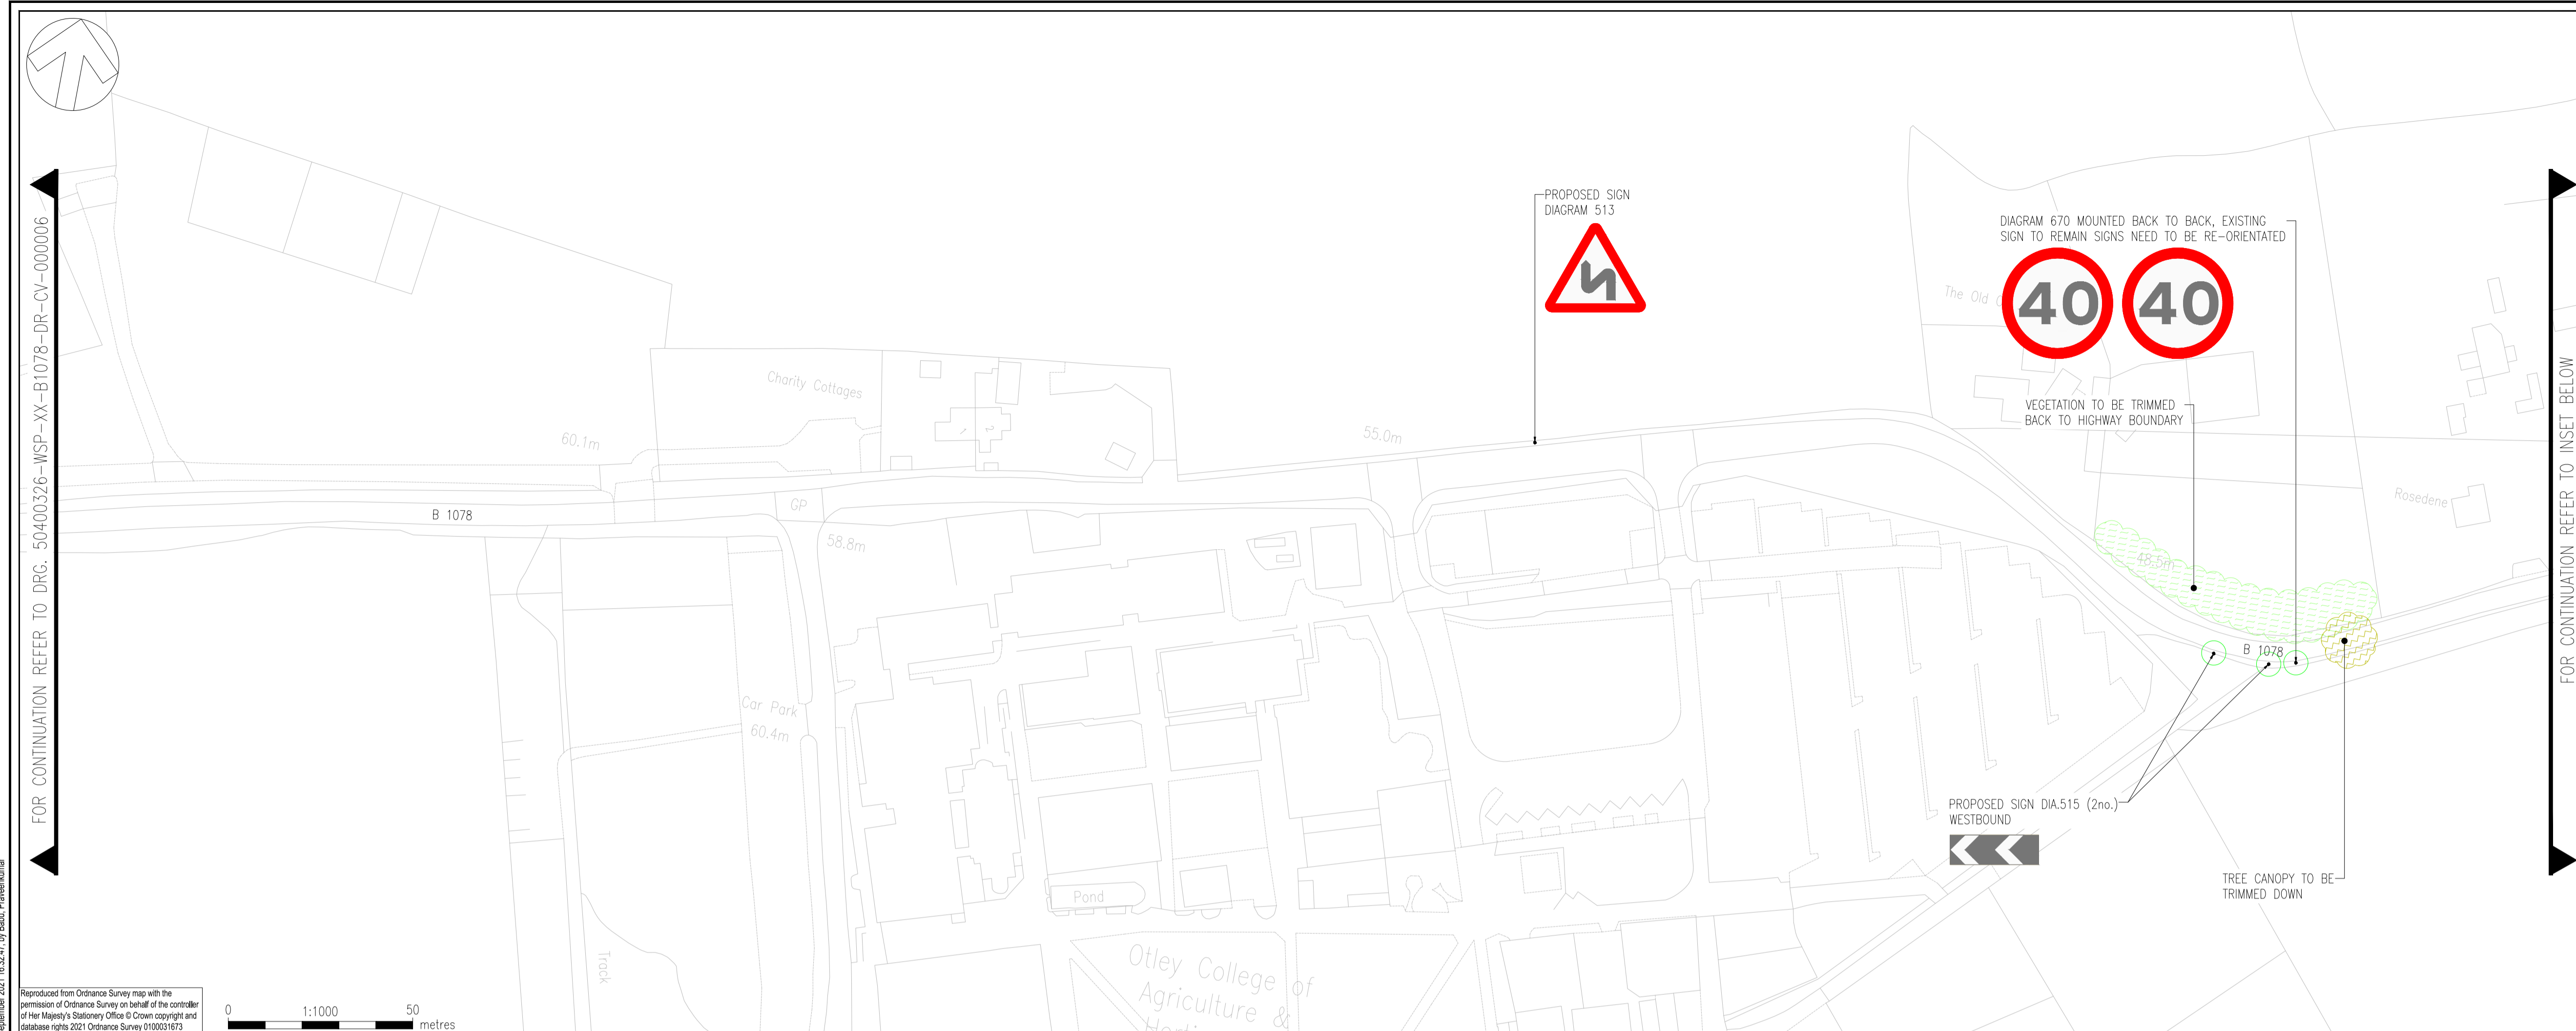 PROPOSED SIGN
DIAGRAM 513
DIAGRAM 670 MOUNTED BACK TO BACK, EXISTING
SIGN TO REMAIN SIGNS NEED TO BE RE-ORIENTATED
40
40
The Old
VEGETATION TO BE TRIMMED
BACK TO HIGHWAY BOUNDARY
FOR CONTINUATION REFER TO DRG. 50400326-WSP-XX-B1078-DR-CV-000006
FOR CONTINUATION REFER TO INSET BELOW
Charity Cottages
1
2
60.1m
55.0m
Rosedene
B 1078
GP
58.8m
48.5m
B 1078
Car Park
60.4m
PROPOSED SIGN DIA.515 (2no.)
WESTBOUND
TREE CANOPY TO BE
TRIMMED DOWN
Pond
Track
Otley College of
Agriculture &
Reproduced from Ordnance Survey map with the
permission of Ordnance Survey on behalf of the controller
of Her Majesty's Stationery Office © Crown copyright and
database rights 2021 Ordnance Survey 0100031673
0
1:1000
50
metres